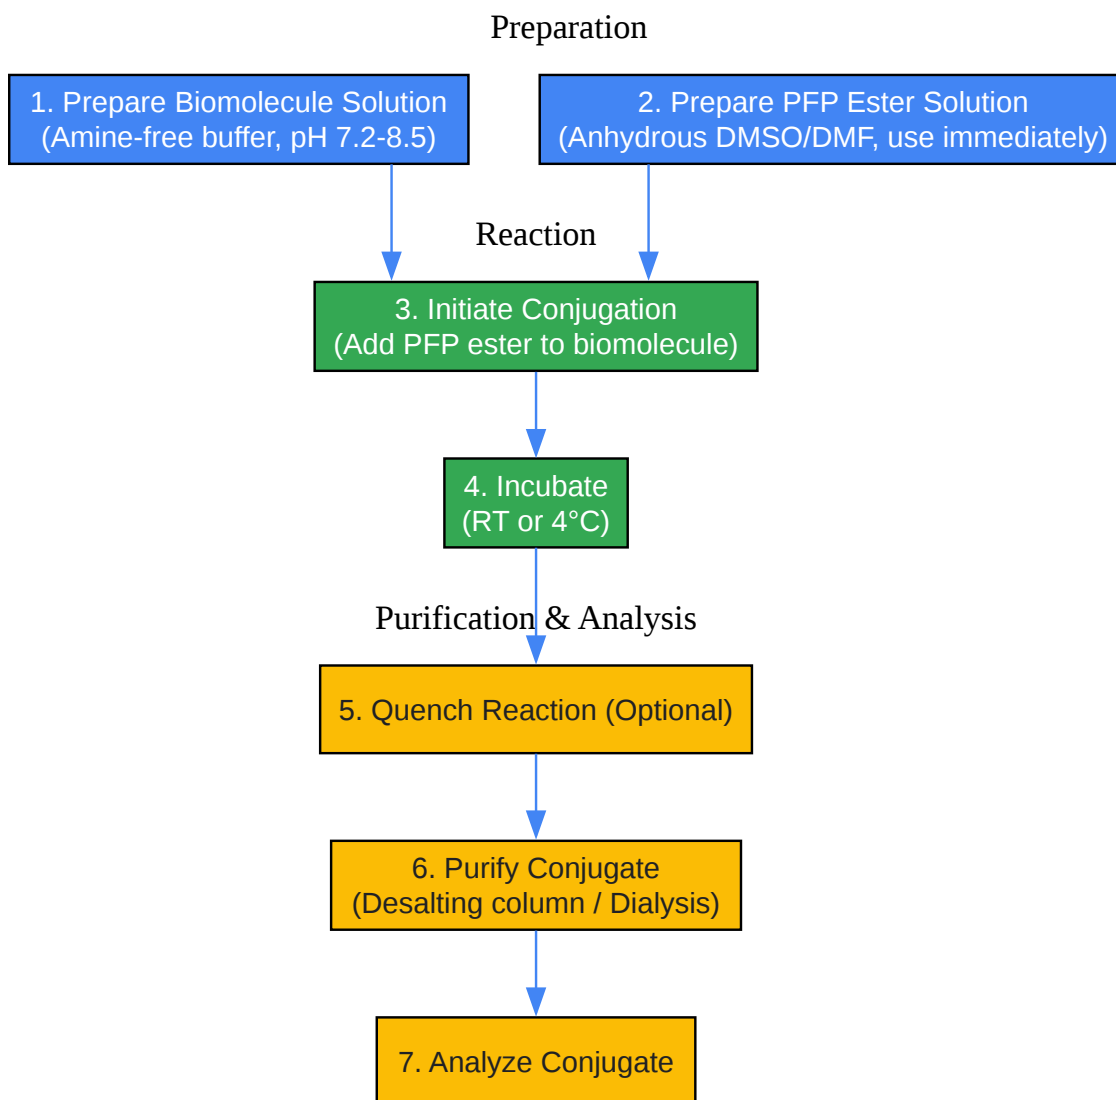 Preparation
1. Prepare Biomolecule Solution
(Amine-free buffer, pH 7.2-8.5)
2. Prepare PFP Ester Solution
(Anhydrous DMSO/DMF, use immediately)
Reaction
3. Initiate Conjugation
(Add PFP ester to biomolecule)
4. Incubate
(RT or 4°C)
Purification & Analysis
5. Quench Reaction (Optional)
6. Purify Conjugate
(Desalting column / Dialysis)
7. Analyze Conjugate